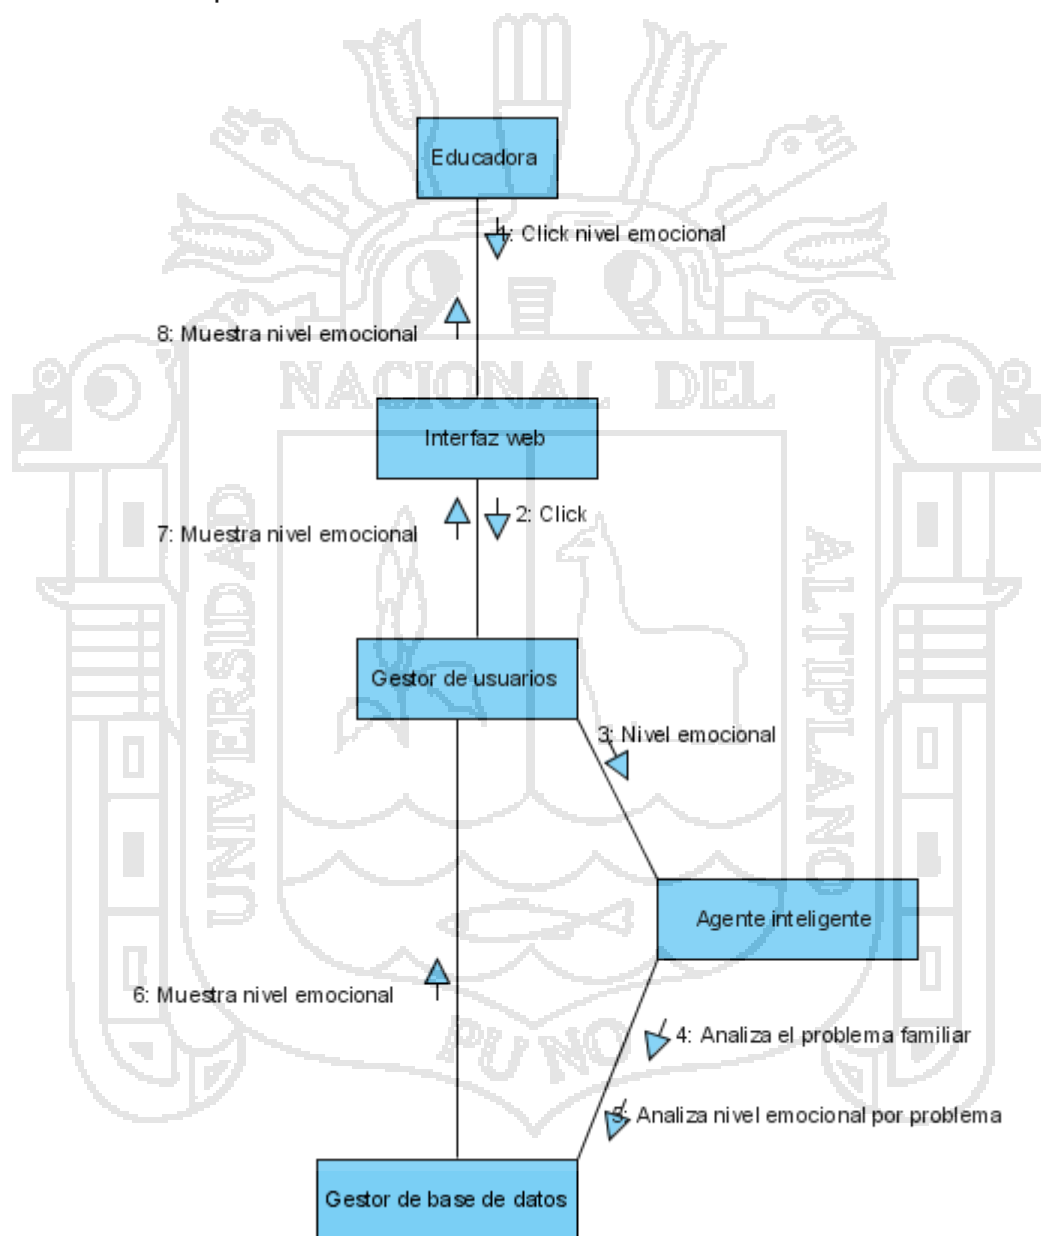 Educadora
1: Click nivel emocional
8: Muestra nivel emocional
NACIONAL DEL
Interfaz web
2: Click
7: Muestra nivel emocional
UNIVERSIDAD
ALTIPLANO
Gestor de usuarios
3: Nivel emocional
Agente inteligente
6: Muestra nivel emocional
PUNO
4: Analiza el problema familiar
5: Analiza nivel emocional por problema
Gestor de base de datos